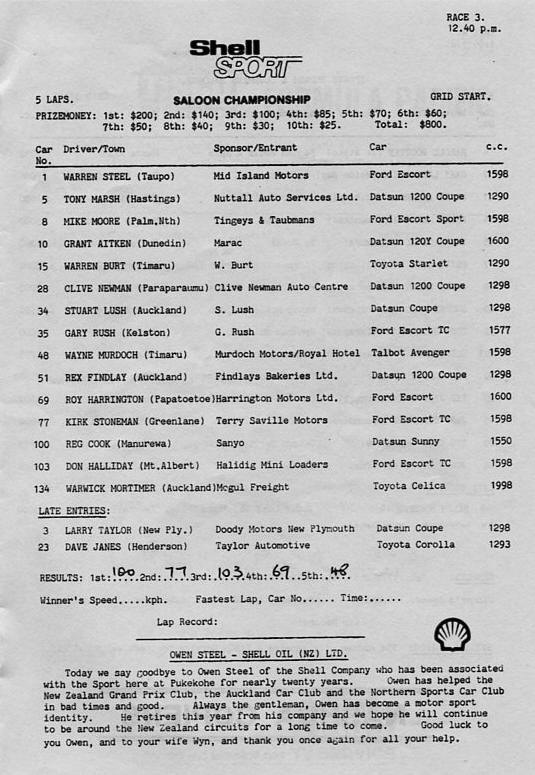 RACE 3.
12.40 p.m.
Shell
SPORT
5 LAPS. SALOON CHAMPIONSHIP GRID START.
PRIZEMONEY: 1st: $200; 2nd: $140; 3rd: $100; 4th: $85; 5th: $70; 6th: $60;
7th: $50; 8th: $40; 9th: $30; 10th: $25. Total: $800.
Car Driver/Town Sponsor/Entrant Car c.c.
No.
1 WARREN STEEL (Taupo) Mid Island Motors Ford Escort 1598
5 TONY MARSH (Hastings) Nuttall Auto Services Ltd. Datsun 1200 Coupe 1290
8 MIKE MOORE (Palm.Nth) Tingeys & Taubmans Ford Escort Sport 1598
10 GRANT AITKEN (Dunedin) Marac Datsun 120Y Coupe 1600
15 WARREN BURT (Timaru) W. Burt Toyota Starlet 1290
28 CLIVE NEWMAN (Paraparaumu) Clive Newman Auto Centre Datsun 1200 Coupe 1298
34 STUART LUSH (Auckland) S. Lush Datsun Coupe 1298
35 GARY RUSH (Kelston) G. Rush Ford Escort TC 1577
48 WAYNE MURDOCH (Timaru) Murdoch Motors/Royal Hotel Talbot Avenger 1598
51 REX FINDLAY (Auckland) Findlays Bakeries Ltd. Datsun 1200 Coupe 1298
69 ROY HARRINGTON (Papatoetoe)Harrington Motors Ltd. Ford Escort 1600
77 KIRK STONEMAN (Greenlane) Terry Saville Motors Ford Escort TC 1598
100 REG COOK (Manurewa) Sanyo Datsun Sunny 1550
103 DON HALLIDAY (Mt.Albert) Halidig Mini Loaders Ford Escort TC 1598
134 WARWICK MORTIMER (Auckland)Mogul Freight Toyota Celica 1998
LATE ENTRIES:
3 LARRY TAYLOR (New Ply.) Doody Motors New Plymouth Datsun Coupe 1298
23 DAVE JANES (Henderson) Taylor Automotive Toyota Corolla 1293
RESULTS: 1st: 100 2nd: 77 3rd: 103 4th: 69 5th: 48
Winner's Speed.....kph. Fastest Lap, Car No...... Time:......
Lap Record:
OWEN STEEL - SHELL OIL (NZ) LTD.
Today we say goodbye to Owen Steel of the Shell Company who has been associated
with the Sport here at Pukekohe for nearly twenty years. Owen has helped the
New Zealand Grand Prix Club, the Auckland Car Club and the Northern Sports Car Club
in bad times and good. Always the gentleman, Owen has become a motor sport
identity. He retires this year from his company and we hope he will continue
to be around the New Zealand circuits for a long time to come. Good luck to
you Owen, and to your wife Wyn, and thank you once again for all your help.